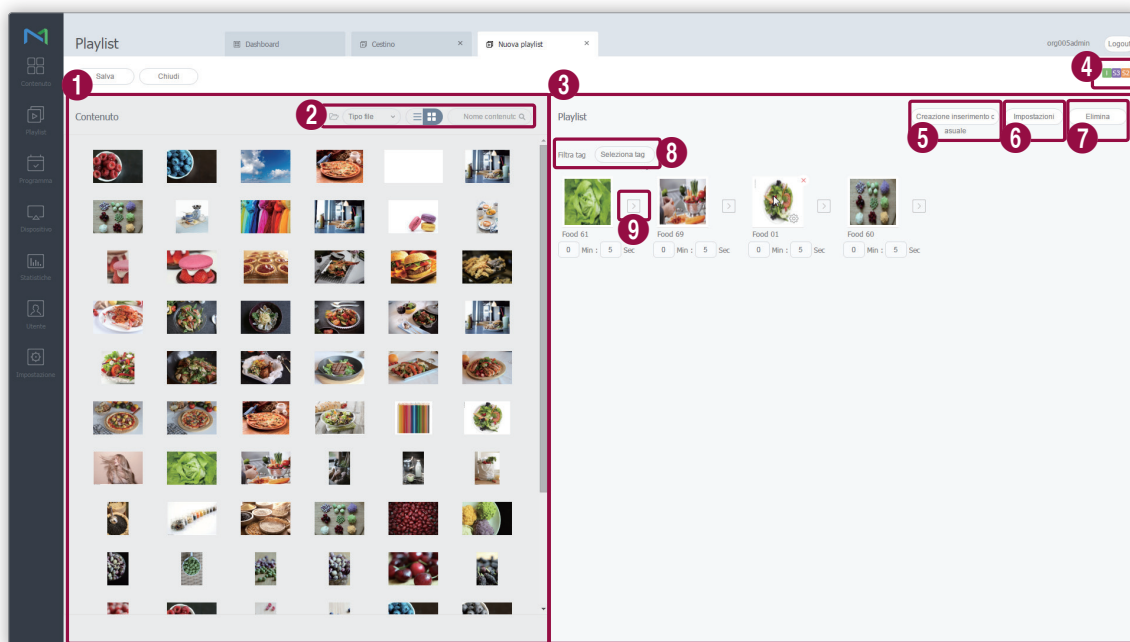 Playlist
Dashboard
Cestino ×
Nuova playlist ×
org005admin
Logout
Contenuto
Playlist
Programma
Dispositivo
Statistiche
Utente
Impostazione
Salva
Chiudi
1
3
4
I S3 S2
Contenuto
2
Tipo file
Nome contenutc
Playlist
Creazione inserimento c
asuale
Impostazioni
Elimina
5
6
7
Filtra tag
Seleziona tag
8
9
Food 61
Food 69
Food 01
Food 60
0 Min : 5 Sec
0 Min : 5 Sec
0 Min : 5 Sec
0 Min : 5 Sec